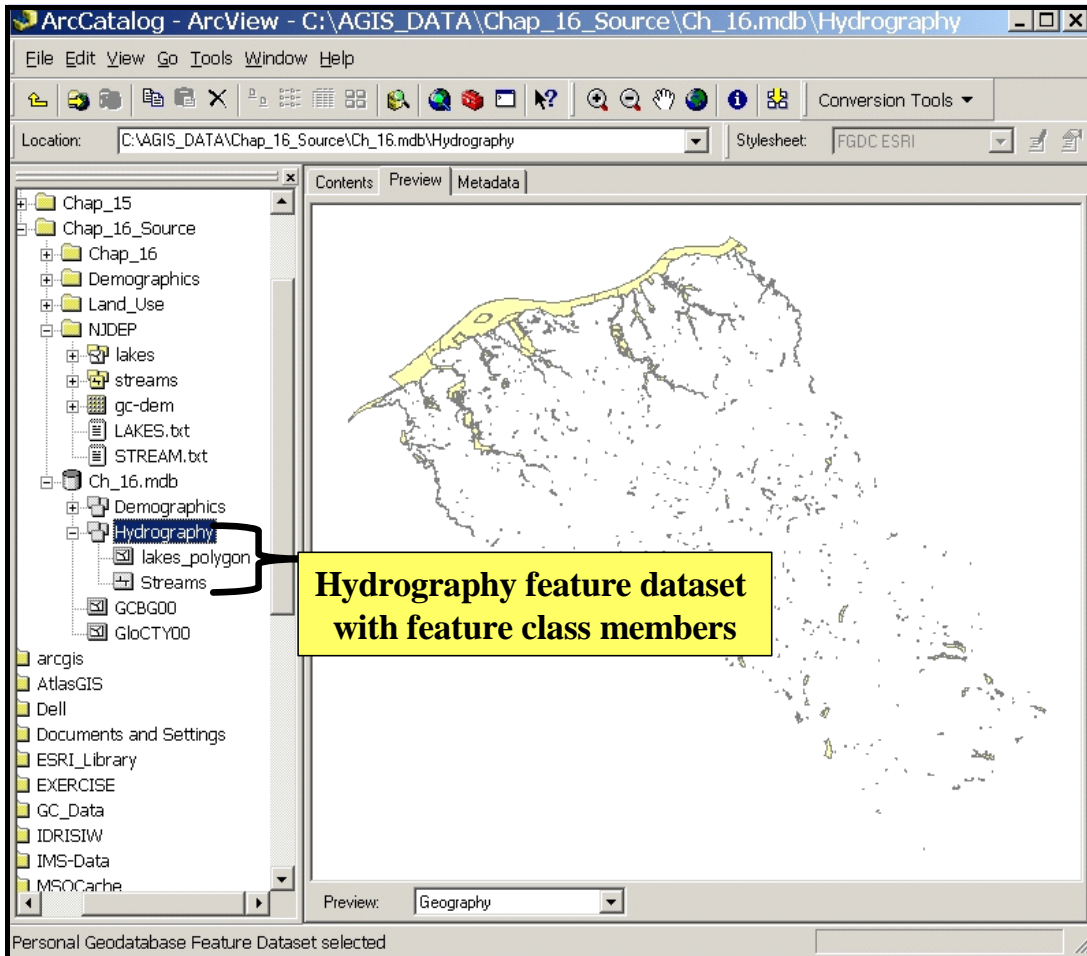 ArcCatalog - ArcView - C:\AGIS_DATA\Chap_16_Source\Ch_16.mdb\Hydrography
File Edit View Go Tools Window Help
Conversion Tools
Location: C:\AGIS_DATA\Chap_16_Source\Ch_16.mdb\Hydrography Stylesheet: FGDC ESRI
Contents Preview Metadata
Chap_15
Chap_16_Source
Chap_16
Demographics
Land_Use
NJDEP
lakes
streams
gc-dem
LAKES.txt
STREAM.txt
Ch_16.mdb
Demographics
Hydrography
lakes_polygon
Streams
GCBG00
GloCTY00
arcgis
AtlasGIS
Dell
Documents and Settings
ESRI_Library
EXERCISE
GC_Data
IDRISIW
IMS-Data
MSOCache
Hydrography feature dataset
with feature class members
Preview: Geography
Personal Geodatabase Feature Dataset selected